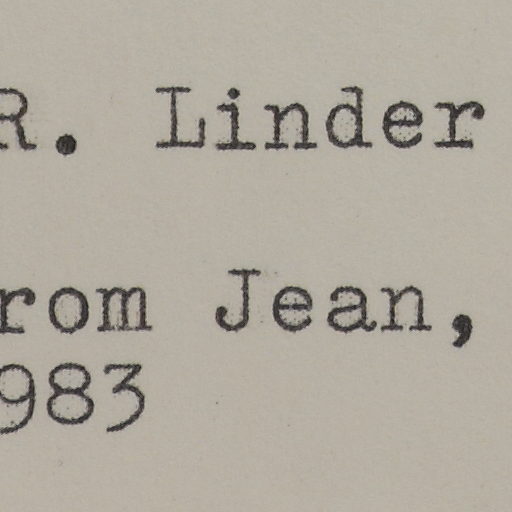 R. Linder
rom Jean,
983